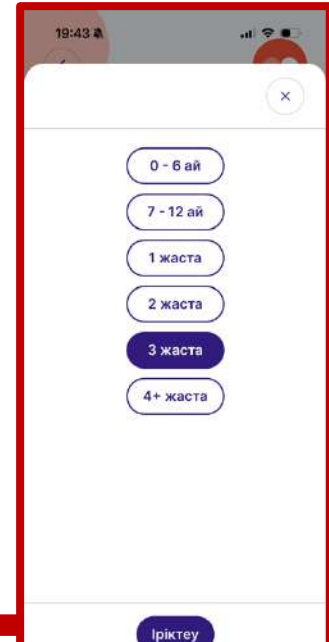 19:43
0 - 6 ай
7 - 12 ай
1 жаста
2 жаста
3 жаста
4+ жаста
Іріктеу